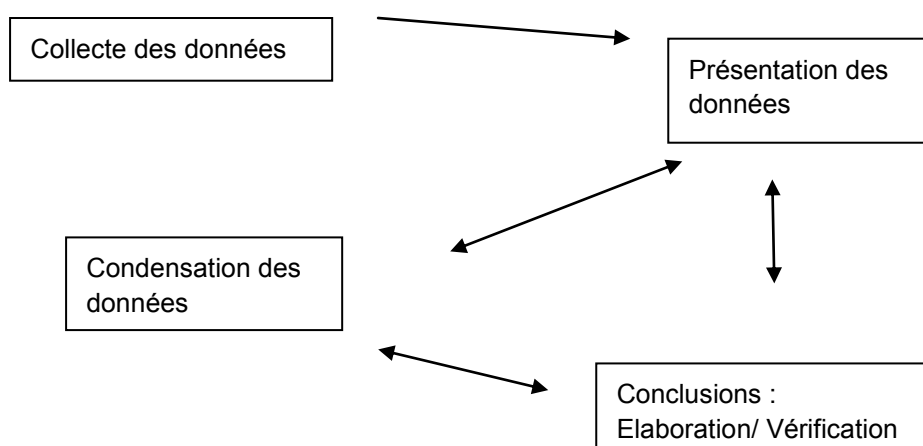 Collecte des données
Présentation des
données
Condensation des
données
Conclusions :
Elaboration/ Vérification